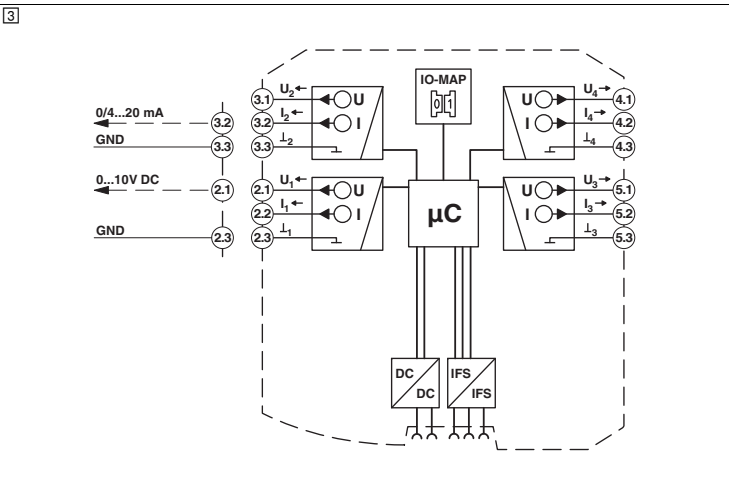 3
IO-MAP
0 1
0/4...20 mA
3.2
GND
3.3
0...10V DC
2.1
GND
2.3
3.1 U2← U
3.2 I2← I
3.3 ⊥2
2.1 U1← U
2.2 I1← I
2.3 ⊥1
µC
U U4→ 4.1
I I4→ 4.2
⊥4 4.3
U U3→ 5.1
I I3→ 5.2
⊥3 5.3
DC
DC
IFS
IFS